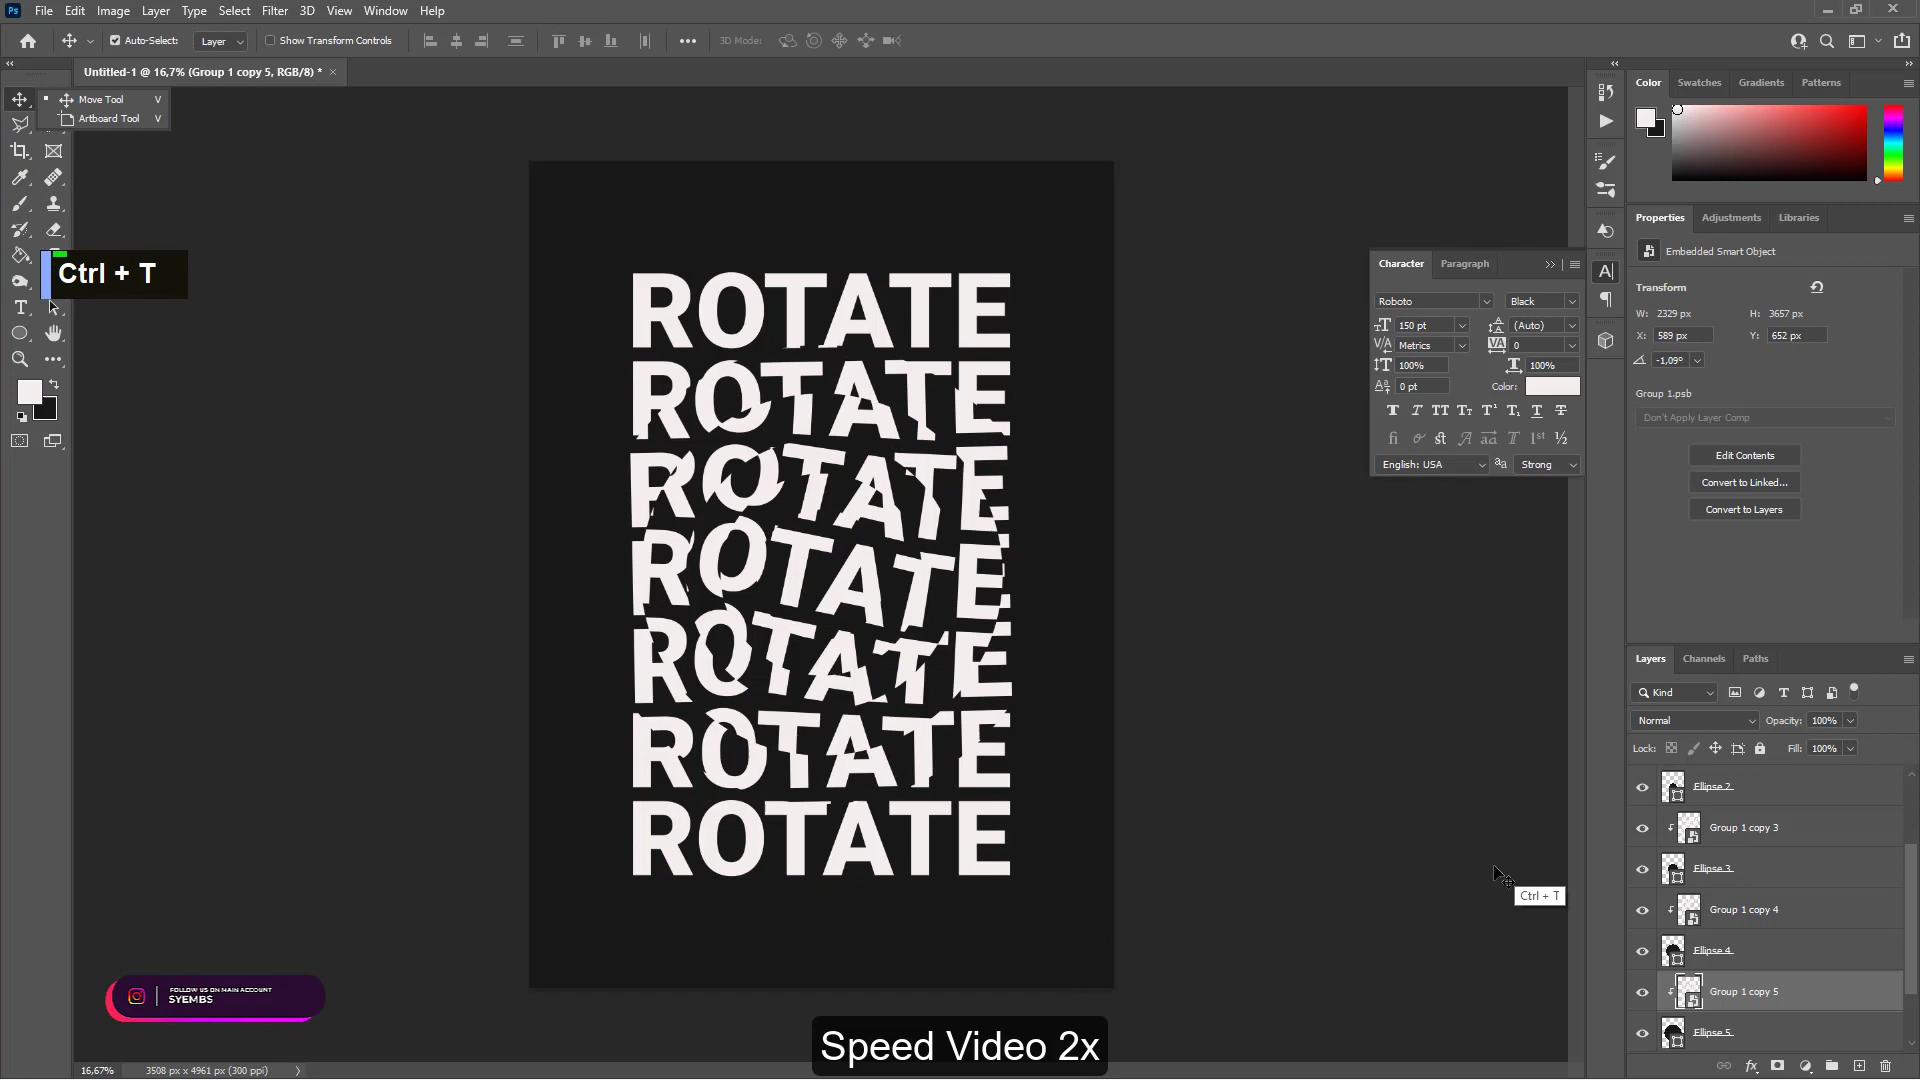 Ps File Edit Image Layer Type Select Filter 3D View Window Help
Auto-Select: Layer Show Transform Controls 3D Mode:
Untitled-1 @ 16,7% (Group 1 copy 5, RGB/8) *
Move Tool V
Artboard Tool V
Ctrl + T
ROTATE
ROTATE
ROTATE
ROTATE
ROTATE
ROTATE
ROTATE
Character Paragraph
Roboto Black
150 pt (Auto)
Metrics 0
100% 100%
0 pt Color:
English: USA aa Strong
Color Swatches Gradients Patterns
Properties Adjustments Libraries
Embedded Smart Object
Transform
W: 2329 px H: 3657 px
X: 589 px Y: 652 px
-1,09°
Group 1.psb
Don't Apply Layer Comp
Edit Contents
Convert to Linked...
Convert to Layers
Layers Channels Paths
Kind
Normal Opacity: 100%
Lock: Fill: 100%
Ellipse 2
Group 1 copy 3
Ellipse 3
Group 1 copy 4
Ellipse 4
Group 1 copy 5
Ellipse 5
Ctrl + T
FOLLOW US ON MAIN ACCOUNT
SYEMBS
Speed Video 2x
16,67% 3508 px x 4961 px (300 ppi)